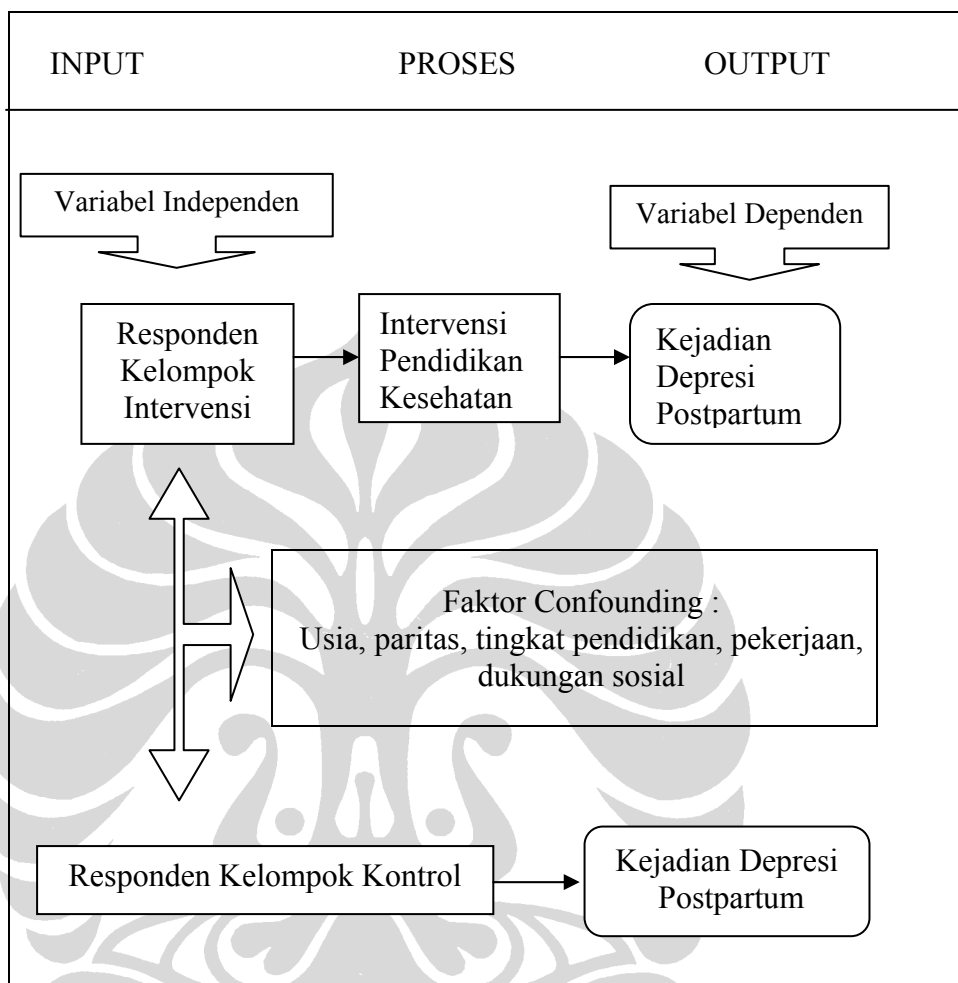 INPUT PROSES OUTPUT
Variabel Independen
Variabel Dependen
Responden
Kelompok
Intervensi
Intervensi
Pendidikan
Kesehatan
Kejadian
Depresi
Postpartum
Faktor Confounding :
Usia, paritas, tingkat pendidikan, pekerjaan,
dukungan sosial
Responden Kelompok Kontrol
Kejadian Depresi
Postpartum